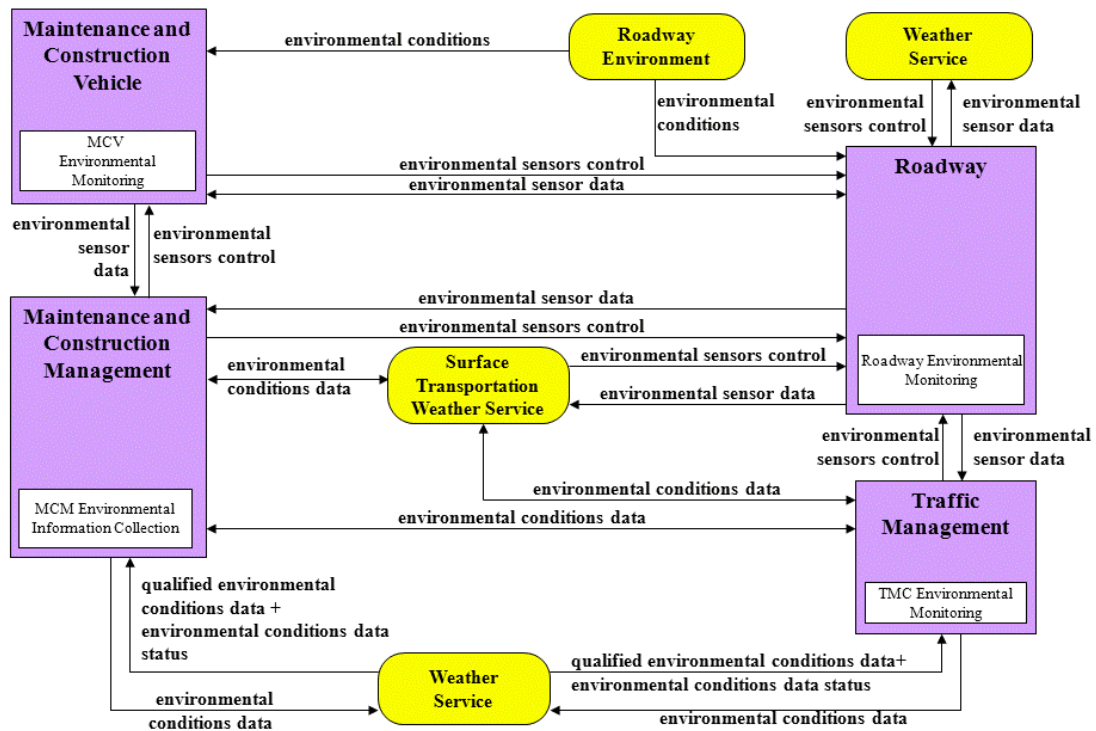 Maintenance and
Construction
Vehicle
MCV
Environmental
Monitoring
environmental conditions
Roadway
Environment
Weather
Service
environmental
conditions
environmental
sensors control
environmental
sensor data
Roadway
environmental sensors control
environmental sensor data
environmental
sensor
data
environmental
sensors control
Maintenance and
Construction
Management
environmental sensor data
environmental sensors control
environmental
conditions data
Surface
Transportation
Weather Service
environmental sensors control
environmental sensor data
Roadway Environmental
Monitoring
environmental
sensors control
environmental
sensor data
MCM Environmental
Information Collection
environmental conditions data
environmental conditions data
Traffic
Management
TMC Environmental
Monitoring
qualified environmental
conditions data +
environmental conditions data
status
Weather
Service
qualified environmental conditions data+
environmental conditions data status
environmental
conditions data
environmental conditions data